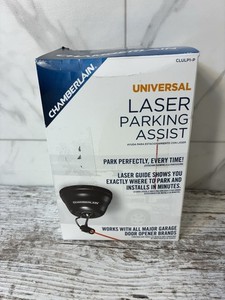 CLULP1-P
CHAMBERLAIN
UNIVERSAL
LASER
PARKING
ASSIST
PARK PERFECTLY, EVERY TIME!
LASER GUIDE SHOWS YOU
EXACTLY WHERE TO PARK AND
INSTALLS IN MINUTES.
CHAMBERLAIN
WORKS WITH ALL MAJOR GARAGE
DOOR OPENER BRANDS